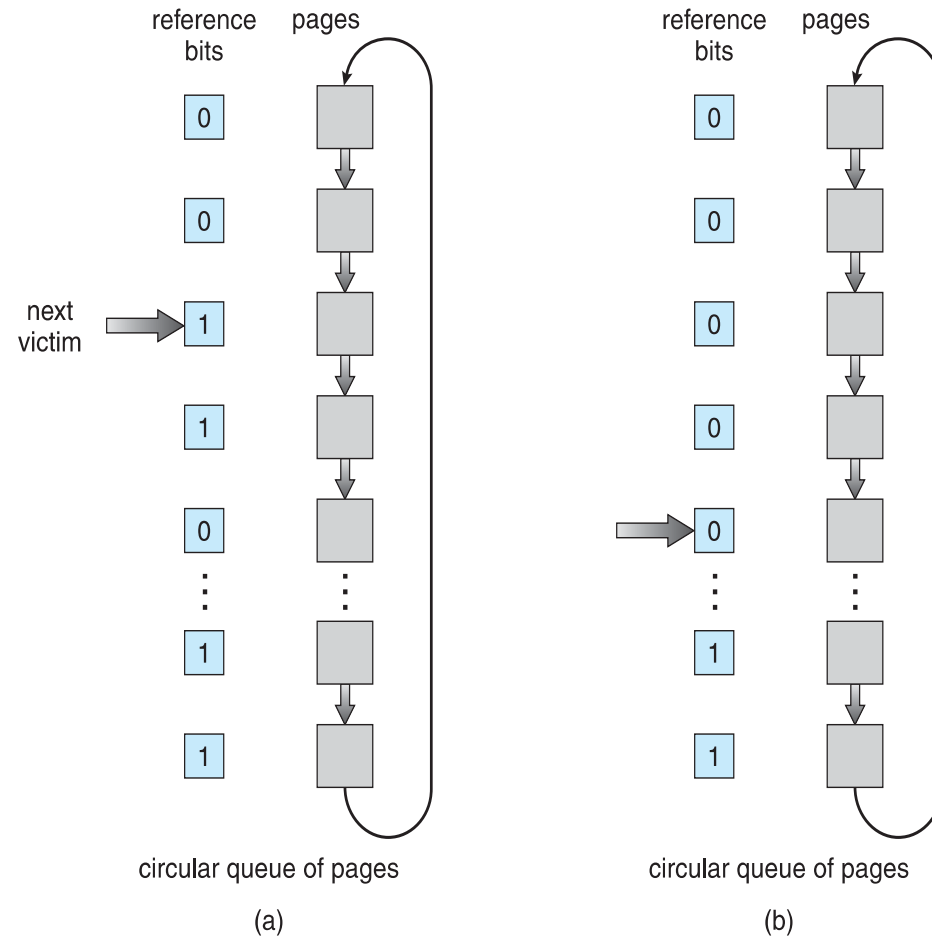 reference pages
bits
0
0
next
victim
1
1
0
1
1
circular queue of pages
(a)
reference pages
bits
0
0
0
0
0
1
1
circular queue of pages
(b)